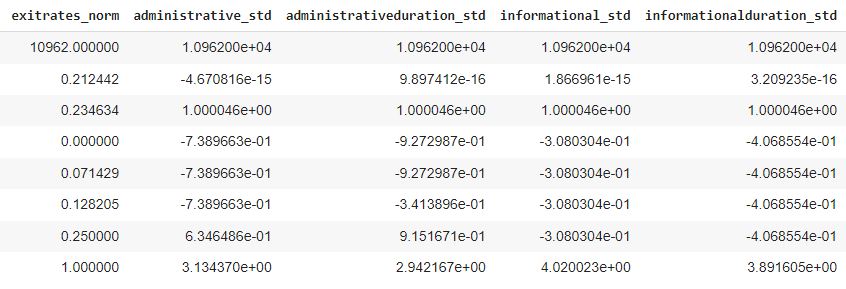 exitrates_norm administrative_std administrativeduration_std informational_std informationalduration_std
10962.000000 1.096200e+04 1.096200e+04 1.096200e+04 1.096200e+04
0.212442 -4.670816e-15 9.897412e-16 1.866961e-15 3.209235e-16
0.234634 1.000046e+00 1.000046e+00 1.000046e+00 1.000046e+00
0.000000 -7.389663e-01 -9.272987e-01 -3.080304e-01 -4.068554e-01
0.071429 -7.389663e-01 -9.272987e-01 -3.080304e-01 -4.068554e-01
0.128205 -7.389663e-01 -3.413896e-01 -3.080304e-01 -4.068554e-01
0.250000 6.346486e-01 9.151671e-01 -3.080304e-01 -4.068554e-01
1.000000 3.134370e+00 2.942167e+00 4.020023e+00 3.891605e+00